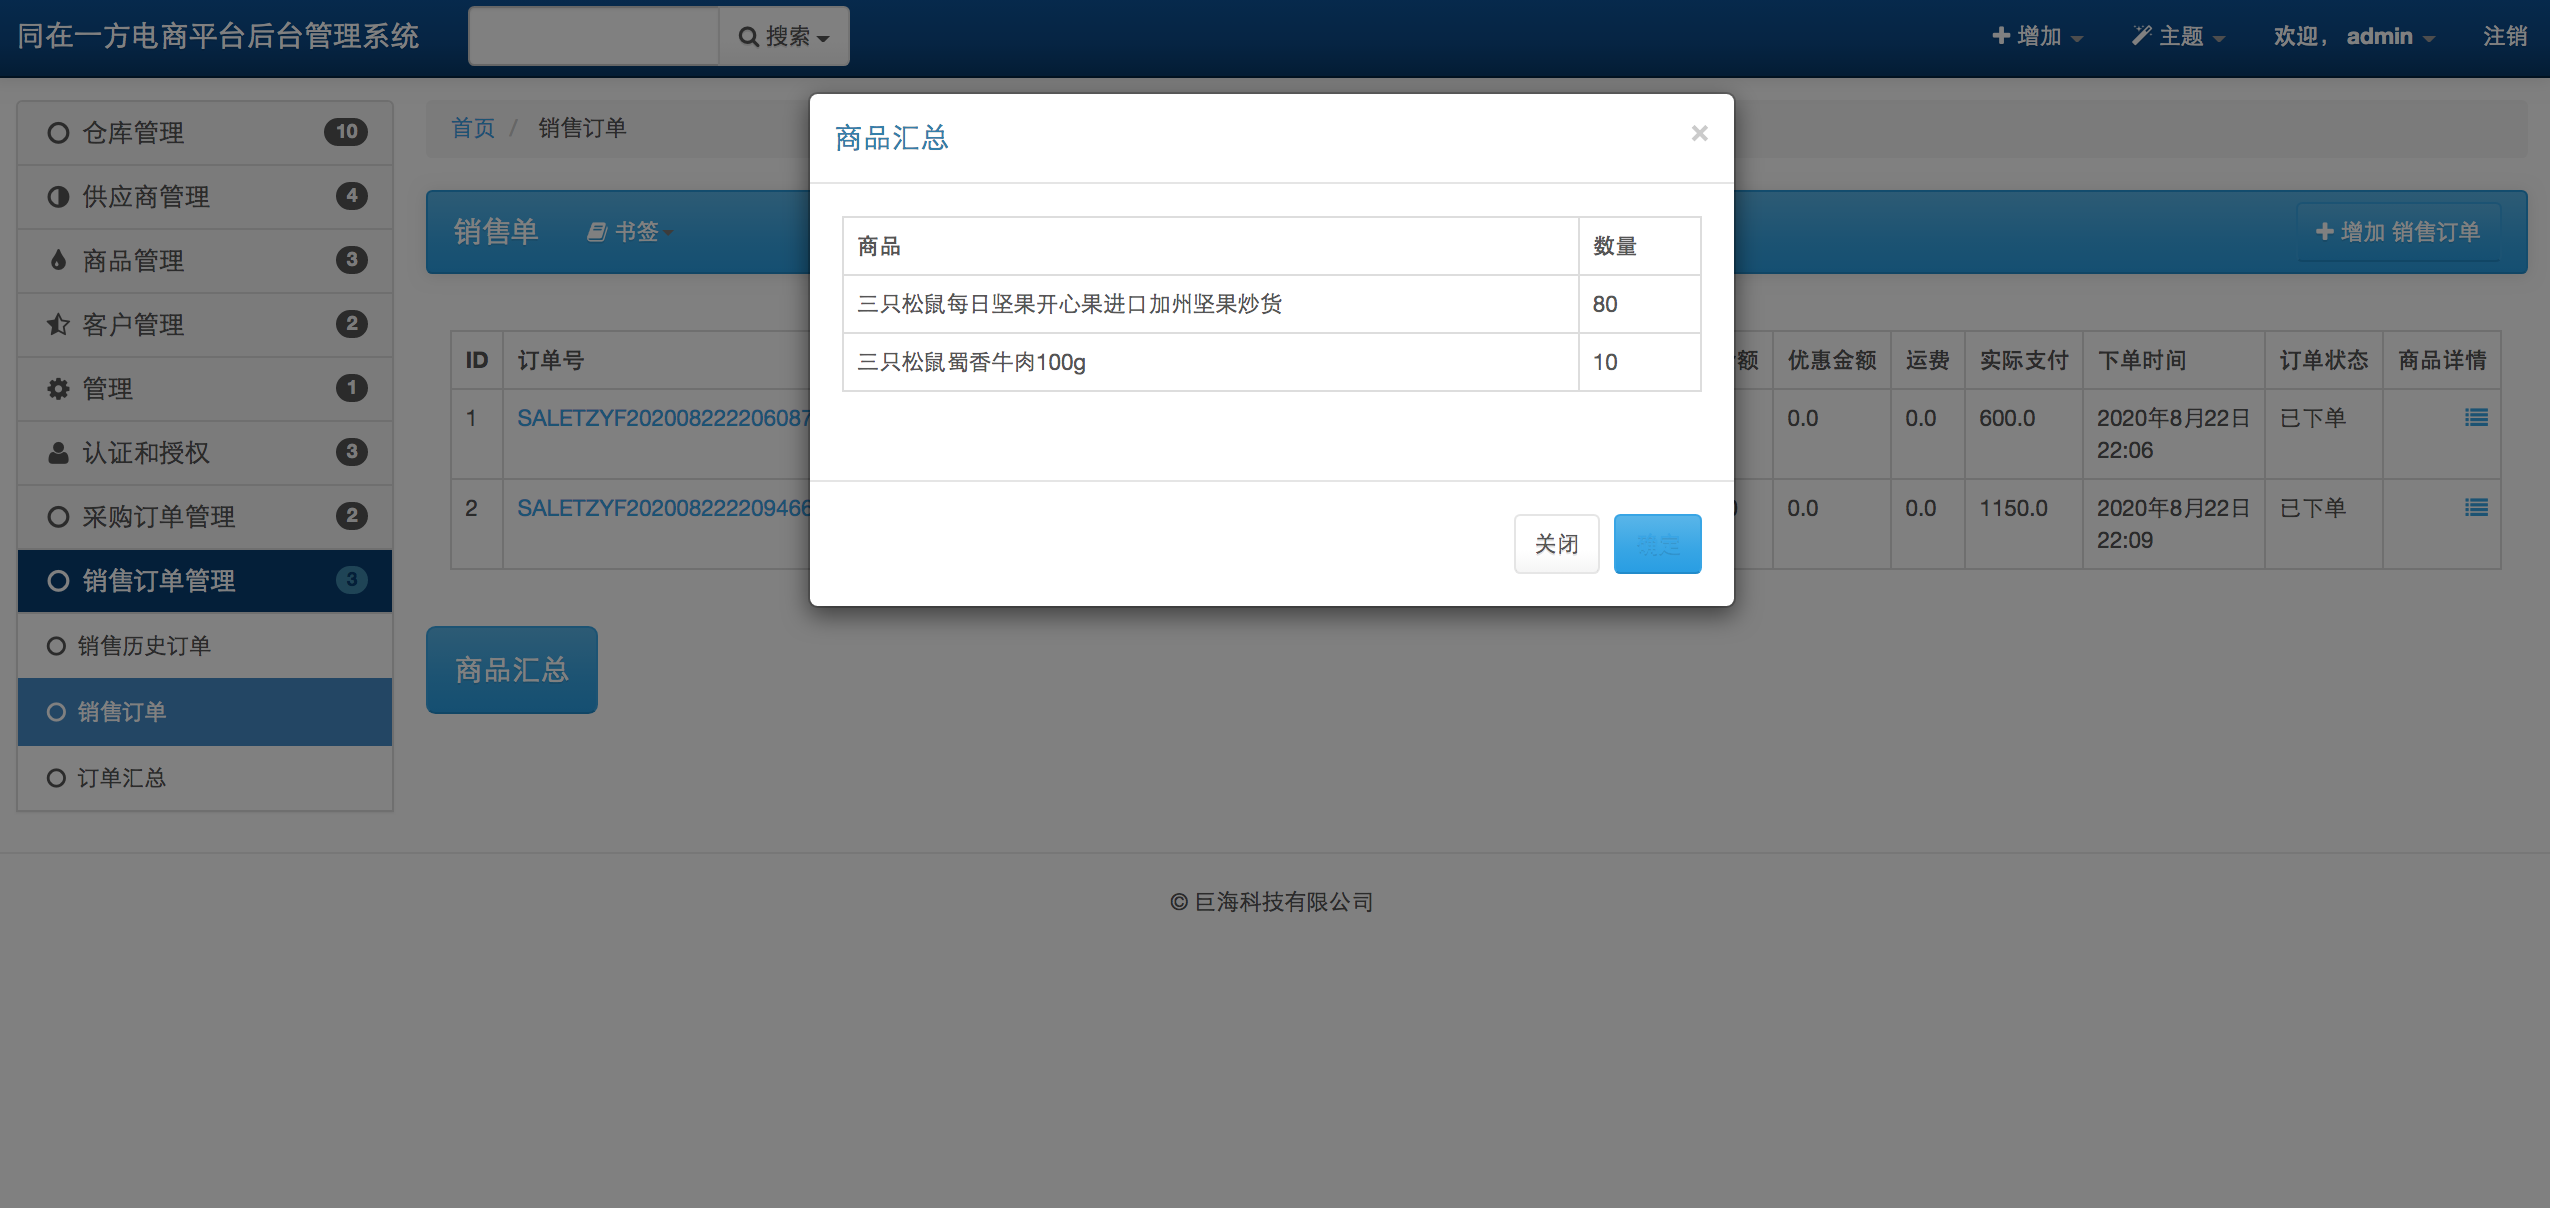 同在一方电商平台后台管理系统
搜索
增加
主题
欢迎， admin
注销
仓库管理 10
供应商管理 4
商品管理 3
客户管理 2
管理 1
认证和授权 3
采购订单管理 2
销售订单管理 3
销售历史订单
销售订单
订单汇总
首页 / 销售订单
销售单 书签
增加 销售订单
ID 订单号 额 优惠金额 运费 实际支付 下单时间 订单状态 商品详情
1 SALETZYF202008222206087 0.0 0.0 600.0 2020年8月22日 已下单
22:06
2 SALETZYF2020082222209466 0.0 0.0 1150.0 2020年8月22日 已下单
22:09
商品汇总
商品汇总 ×
商品 数量
三只松鼠每日坚果开心果进口加州坚果炒货 80
三只松鼠蜀香牛肉100g 10
关闭 确定
© 巨海科技有限公司